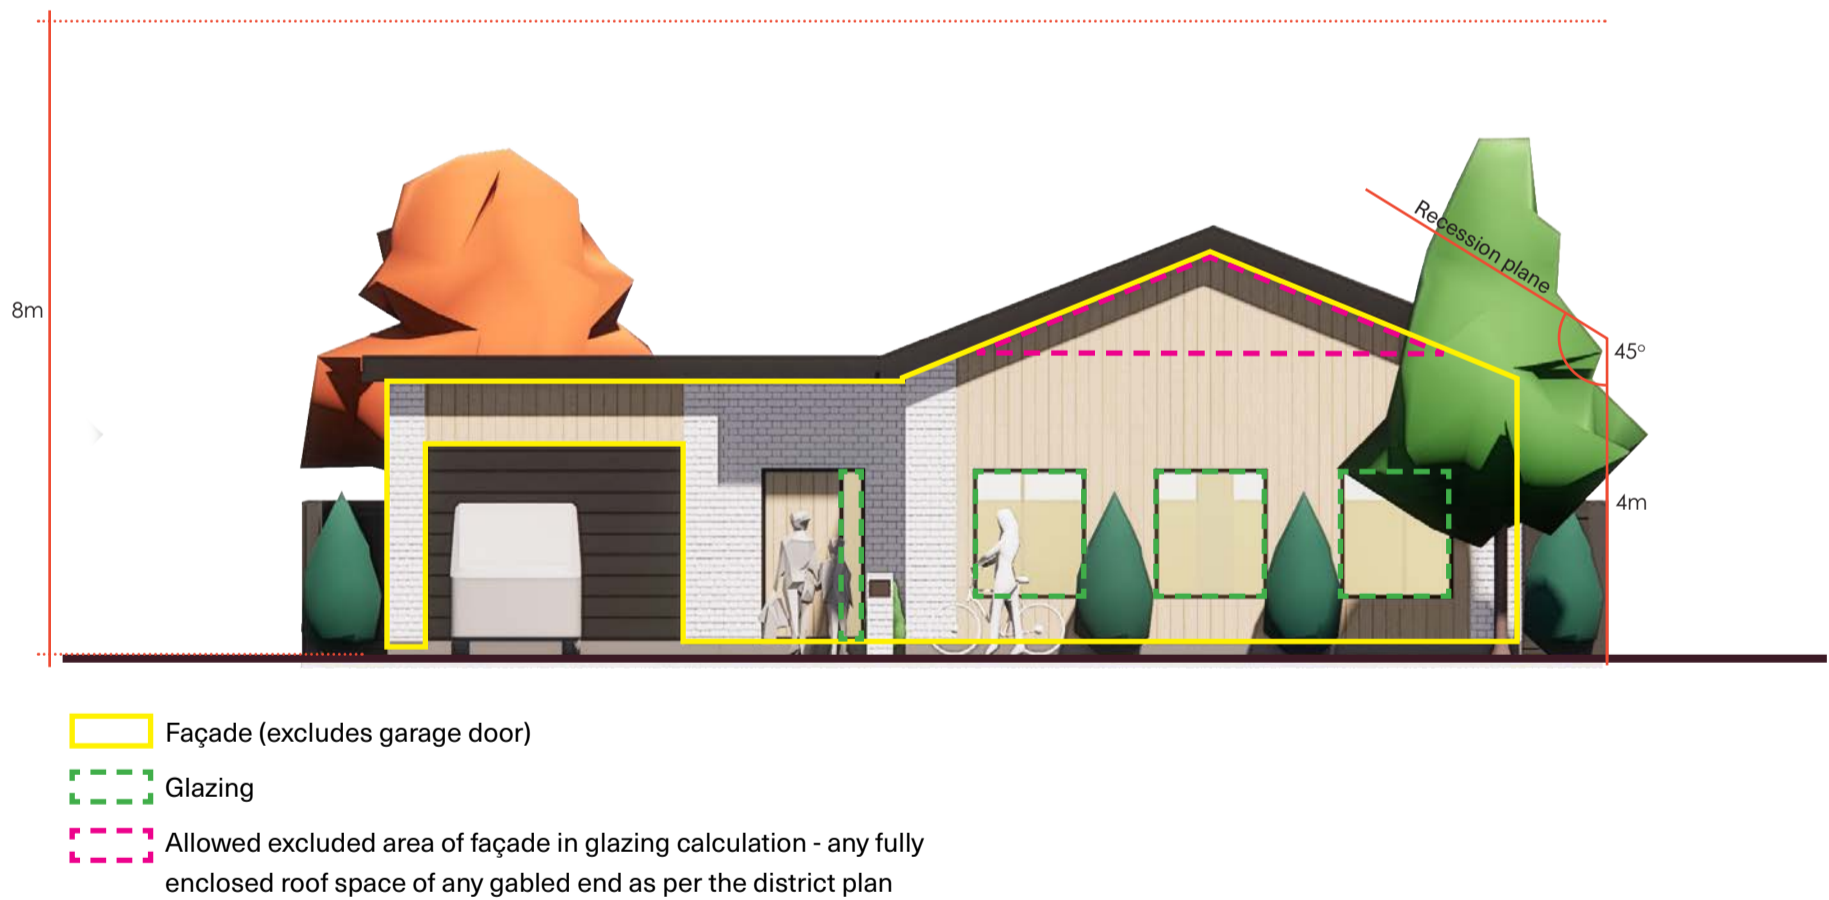 Recession plane
8m
45°
4m
Façade (excludes garage door)
Glazing
Allowed excluded area of façade in glazing calculation - any fully
enclosed roof space of any gabled end as per the district plan